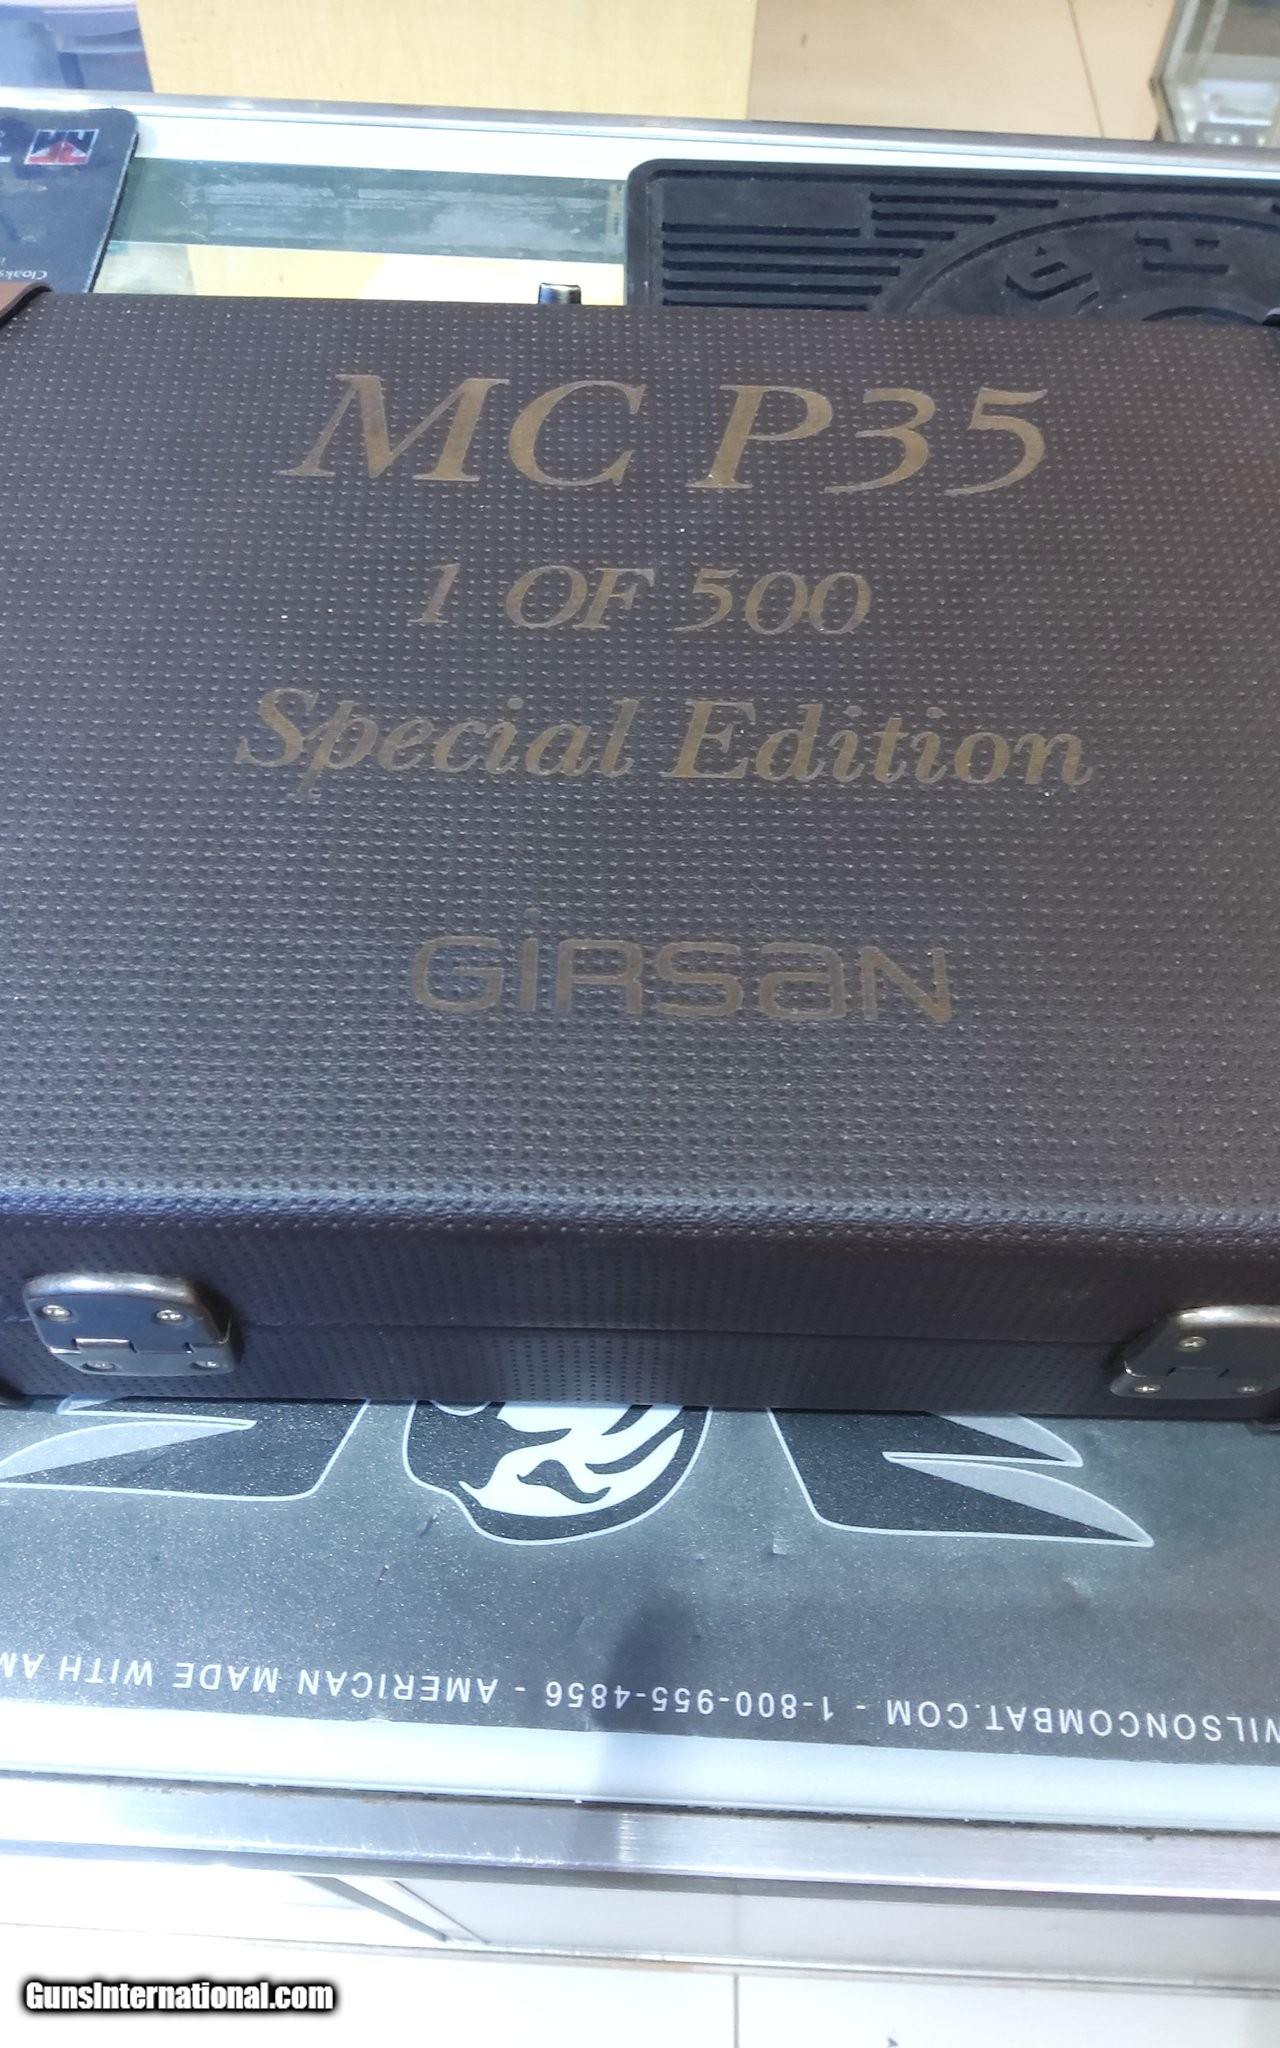 Cloaks
MC P35
1 OF 500
Special Edition
GiRSaN
WILSONCOMBAT.COM - 1-800-955-4856 - AMERICAN MADE WITH AM
GunsInternational.com